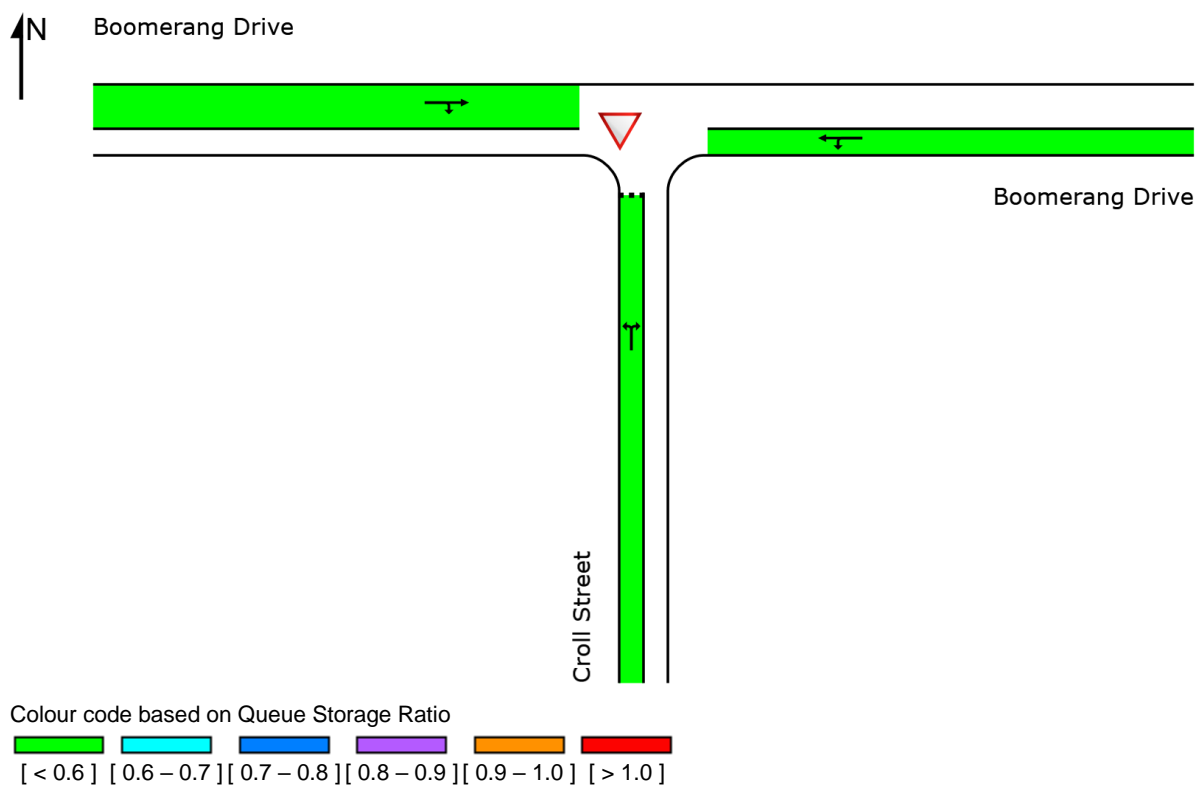 N
Boomerang Drive
Boomerang Drive
Croll Street
Colour code based on Queue Storage Ratio
[ < 0.6 ] [ 0.6 – 0.7 ] [ 0.7 – 0.8 ] [ 0.8 – 0.9 ] [ 0.9 – 1.0 ] [ > 1.0 ]